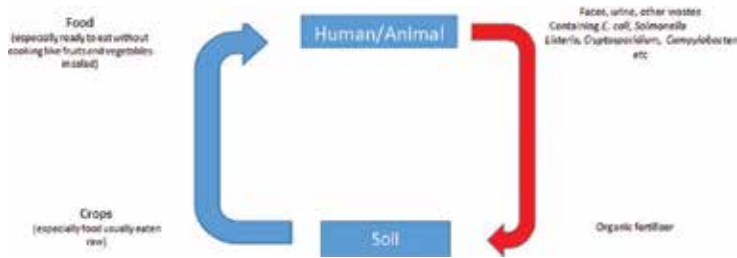 Food
(especially ready to eat without
cooking like fruits and vegetables
in salad)
Human/Animal
Faces, urine, other wastes
Containing E. coli, Salmonella
Listeria, Cryptosporidium, Campylobacter
etc
Crops
(especially food usually eaten
raw)
Soil
Organic fertilizer